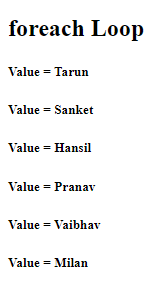 foreach Loop
Value = Tarun
Value = Sanket
Value = Hansil
Value = Pranav
Value = Vaibhav
Value = Milan